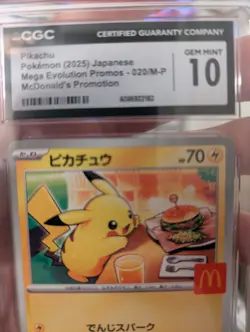 CGC
CERTIFIED GUARANTY COMPANY
Pikachu
Pokémon (2025) Japanese
Mega Evolution Promos - 020/M-P
McDonald's Promotion
GEM MINT
10
ピカチュウ
HP70
でんじスパーク